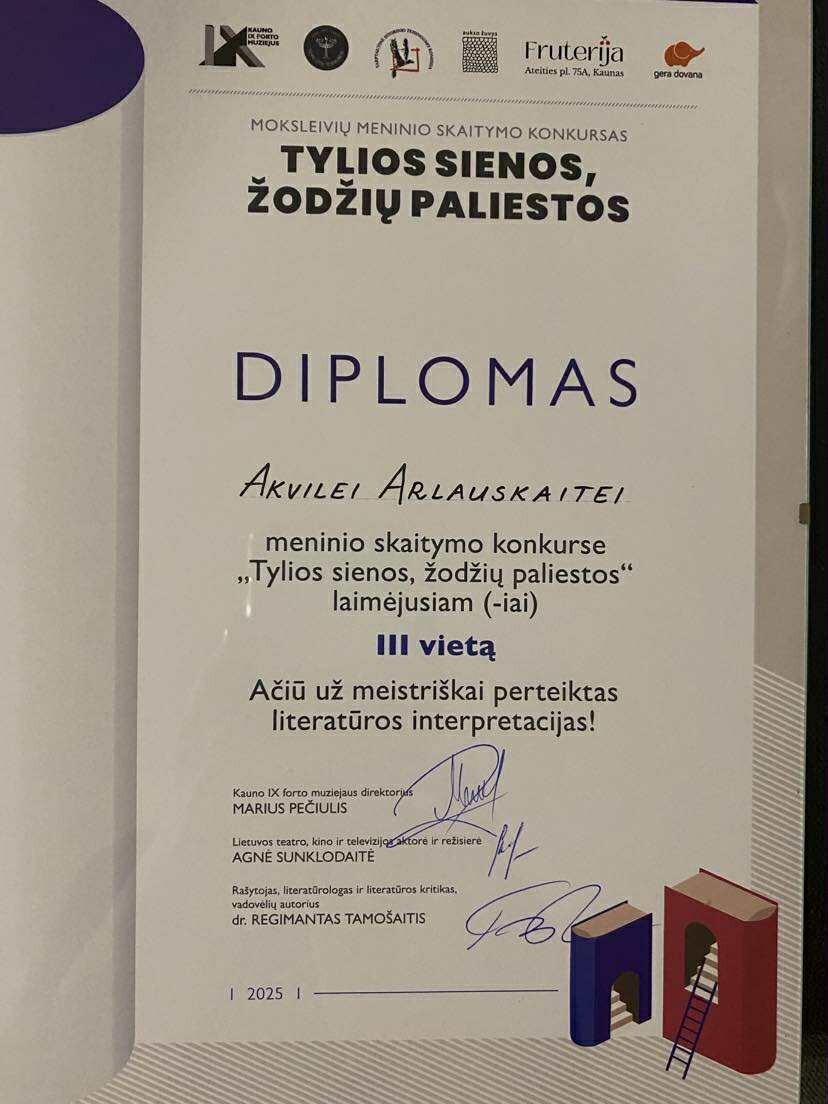 KAUNO
IX FORTO
MUZIEJUS
aukso žuvys
Fruterija
Ateities pl. 75A, Kaunas
gera dovana
MOKSLEIVIŲ MENINIO SKAITYMO KONKURSAS
TYLIOS SIENOS,
ŽODŽIŲ PALIESTOS
DIPLOMAS
AKVILEI ARLAUSKAITEI
meninio skaitymo konkurse
„Tylios sienos, žodžių paliestos“
laimėjusiam (-iai)
III vietą
Ačiū už meistriškai perteiktas
literatūros interpretacijas!
Kauno IX forto muziejaus direktorius
MARIUS PEČIULIS
Lietuvos teatro, kino ir televizijos aktorė ir režisierė
AGNĖ SUNKLODAITĖ
Rašytojas, literatūrologas ir literatūros kritikas,
vadovėlių autorius
dr. REGIMANTAS TAMOŠAITIS
| 2025 |